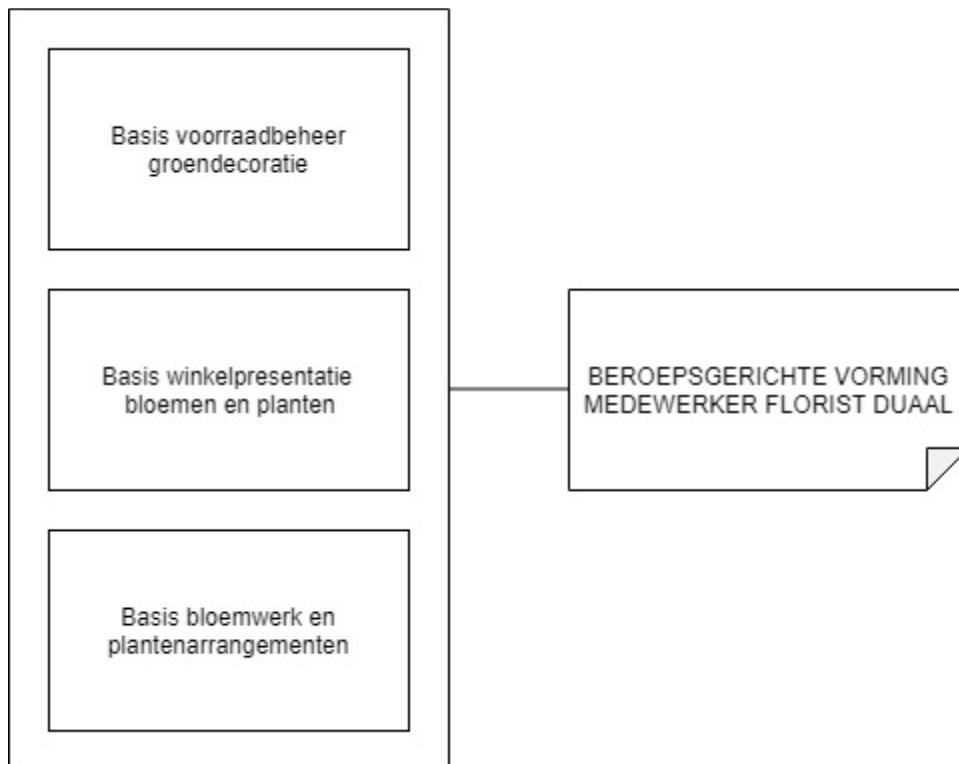 Basis voorraadbeheer
groendecoratie
Basis winkelpresentatie
bloemen en planten
BEROEPSGERICHTE VORMING
MEDEWERKER FLORIST DUAAL
Basis bloemwerk en
plantenarrangementen